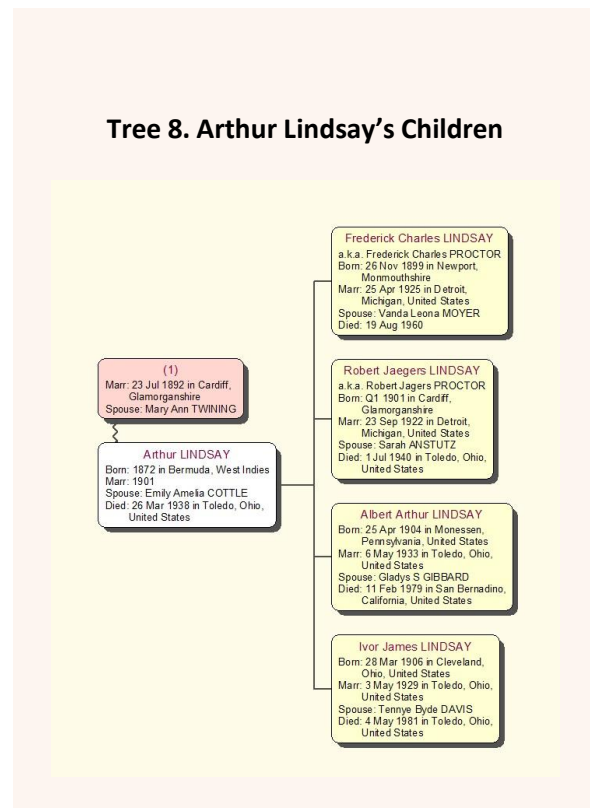 Tree 8. Arthur Lindsay’s Children
Frederick Charles LINDSAY
a.k.a. Frederick Charles PROCTOR
Born: 26 Nov 1899 in Newport,
Monmouthshire
Marr: 25 Apr 1925 in Detroit,
Michigan, United States
Spouse: Vanda Leona MOYER
Died: 19 Aug 1960
(1)
Marr: 23 Jul 1892 in Cardiff,
Glamorganshire
Spouse: Mary Ann TWINING
Arthur LINDSAY
Born: 1872 in Bermuda, West Indies
Marr: 1901
Spouse: Emily Amelia COTTLE
Died: 26 Mar 1938 in Toledo, Ohio,
United States
Robert Jaegers LINDSAY
a.k.a. Robert Jagers PROCTOR
Born: Q1 1901 in Cardiff,
Glamorganshire
Marr: 23 Sep 1922 in Detroit,
Michigan, United States
Spouse: Sarah ANSTUTZ
Died: 1 Jul 1940 in Toledo, Ohio,
United States
Albert Arthur LINDSAY
Born: 25 Apr 1904 in Monessen,
Pennsylvania, United States
Marr: 6 May 1933 in Toledo, Ohio,
United States
Spouse: Gladys S GIBBARD
Died: 11 Feb 1979 in San Bernadino,
California, United States
Ivor James LINDSAY
Born: 28 Mar 1906 in Cleveland,
Ohio, United States
Marr: 3 May 1929 in Toledo, Ohio,
United States
Spouse: Tennye Byde DAVIS
Died: 4 May 1981 in Toledo, Ohio,
United States